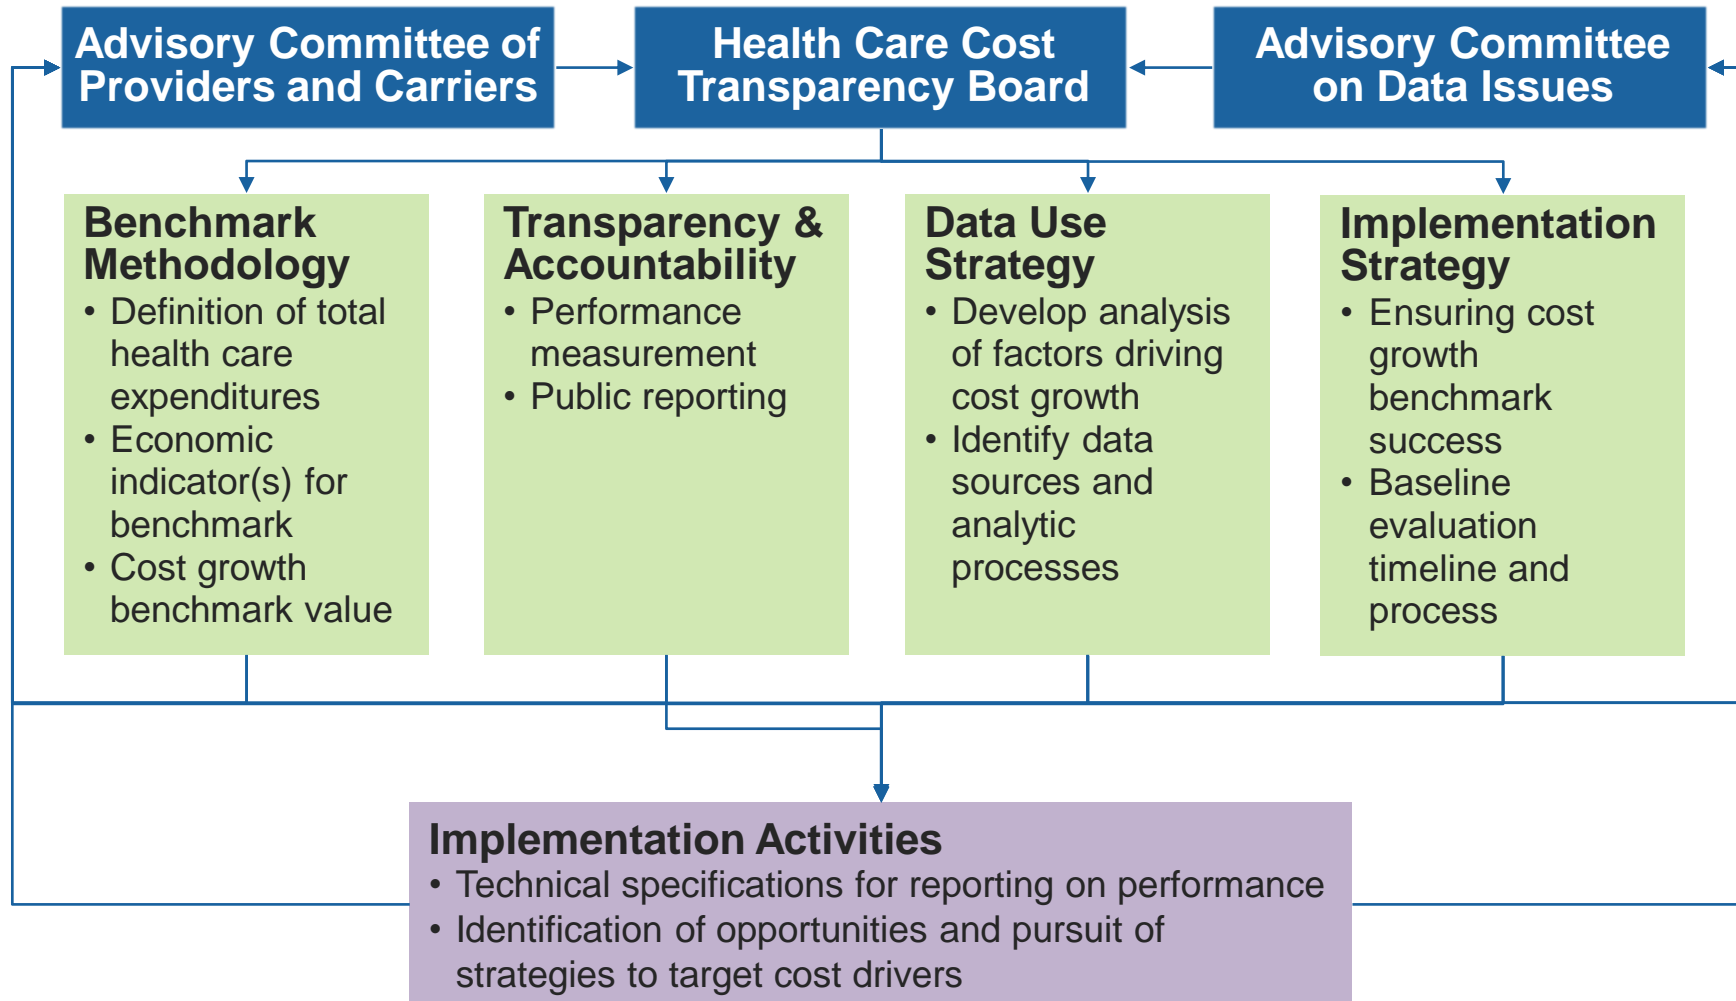 Advisory Committee of
Providers and Carriers
Health Care Cost
Transparency Board
Advisory Committee
on Data Issues
Benchmark
Methodology
• Definition of total
health care
expenditures
• Economic
indicator(s) for
benchmark
• Cost growth
benchmark value
Transparency &
Accountability
• Performance
measurement
• Public reporting
Data Use
Strategy
• Develop analysis
of factors driving
cost growth
• Identify data
sources and
analytic
processes
Implementation
Strategy
• Ensuring cost
growth
benchmark
success
• Baseline
evaluation
timeline and
process
Implementation Activities
• Technical specifications for reporting on performance
• Identification of opportunities and pursuit of
strategies to target cost drivers